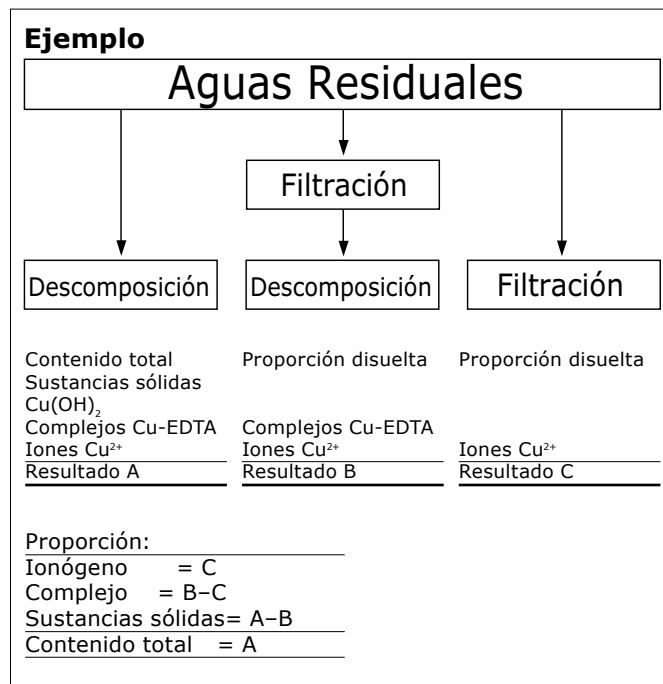 Ejemplo
Aguas Residuales
Filtración
Descomposición
Descomposición
Filtración
Contenido total
Sustancias sólidas
Cu(OH)₂
Complejos Cu-EDTA
Iones Cu²⁺
Resultado A
Proporción disuelta
Complejos Cu-EDTA
Iones Cu²⁺
Resultado B
Proporción disuelta
Iones Cu²⁺
Resultado C
Proporción:
Ionógeno = C
Complejo = B–C
Sustancias sólidas= A–B
Contenido total = A